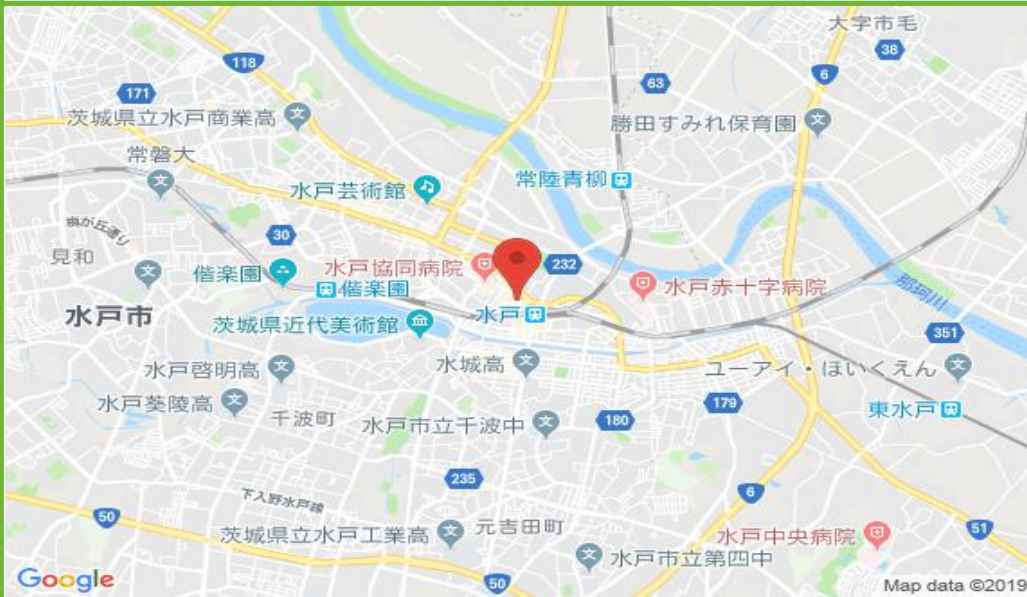 大字市毛
38
118
6
171
63
茨城県立水戸商業高
勝田すみれ保育園
常磐大
水戸芸術館
常陸青柳
桜が丘通り
見和
30
偕楽園
水戸協同病院
232
偕楽園
水戸赤十字病院
那珂川
水戸市
茨城県近代美術館
水戸
351
水戸啓明高
水城高
ユーアイ・ほいくえん
水戸葵陵高
千波町
水戸市立千波中
180
179
東水戸
235
下入野水戸線
6
50
茨城県立水戸工業高
元吉田町
水戸中央病院
51
水戸市立第四中
Google
50
Map data ©2019